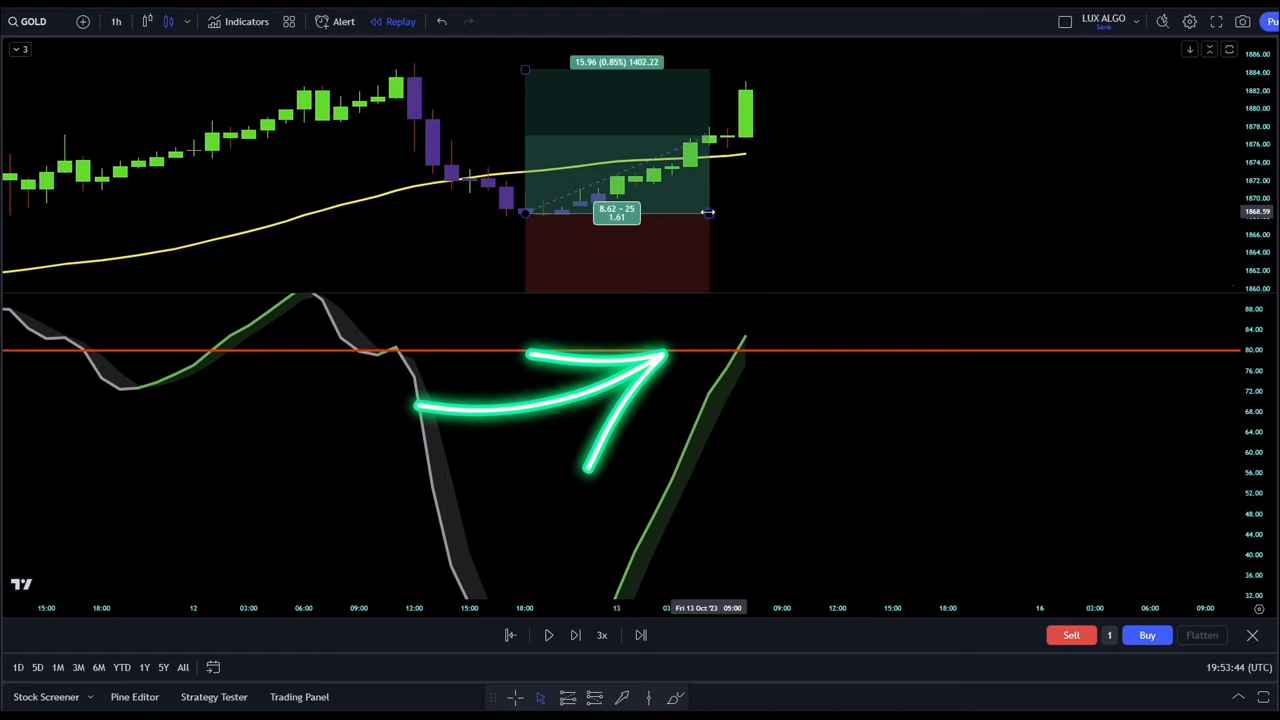 GOLD
1h
Indicators
Alert
Replay
LUX ALGO
Save
Pu
3
15.96 (0.85%) 1402.22
8.62 ~ 25
1.61
1886.00
1884.00
1882.00
1880.00
1878.00
1876.00
1874.00
1872.00
1870.00
1868.59
1866.00
1864.00
1862.00
1860.00
88.00
84.00
80.00
76.00
72.00
68.00
64.00
60.00
56.00
52.00
48.00
44.00
40.00
36.00
32.00
15:00
18:00
12
03:00
06:00
09:00
12:00
15:00
18:00
13
03
Fri 13 Oct '23 05:00
09:00
12:00
15:00
18:00
16
03:00
06:00
09:00
3x
Sell
1
Buy
Flatten
1D 5D 1M 3M 6M YTD 1Y 5Y All
19:53:44 (UTC)
Stock Screener
Pine Editor
Strategy Tester
Trading Panel